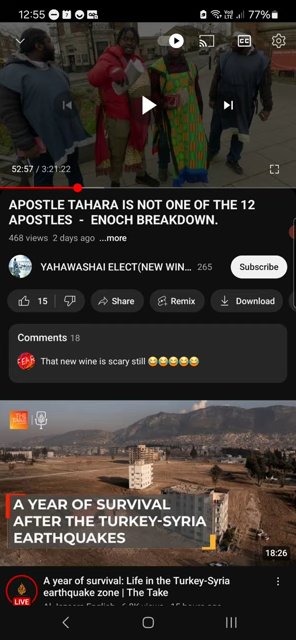 12:55
77%
CC
52:57 / 3:21:22
APOSTLE TAHARA IS NOT ONE OF THE 12
APOSTLES - ENOCH BREAKDOWN.
468 views 2 days ago ...more
YAHAWASHAI ELECT(NEW WIN... 265
Subscribe
15
Share
Remix
Download
Comments 18
That new wine is scary still 😂😂😂😂😂
A YEAR OF SURVIVAL
AFTER THE TURKEY-SYRIA
EARTHQUAKES
18:26
A year of survival: Life in the Turkey-Syria
earthquake zone | The Take
LIVE